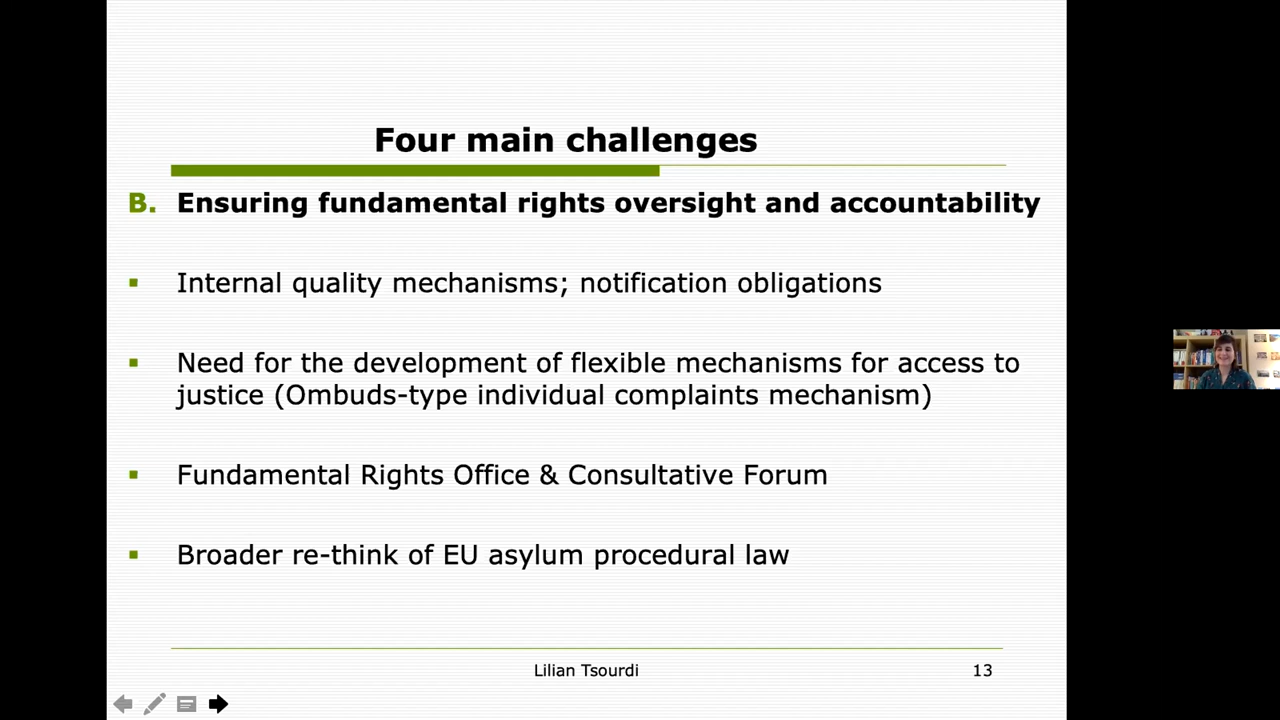 Four main challenges
B. Ensuring fundamental rights oversight and accountability
▪ Internal quality mechanisms; notification obligations
▪ Need for the development of flexible mechanisms for access to
justice (Ombuds-type individual complaints mechanism)
▪ Fundamental Rights Office & Consultative Forum
▪ Broader re-think of EU asylum procedural law
Lilian Tsourdi 13